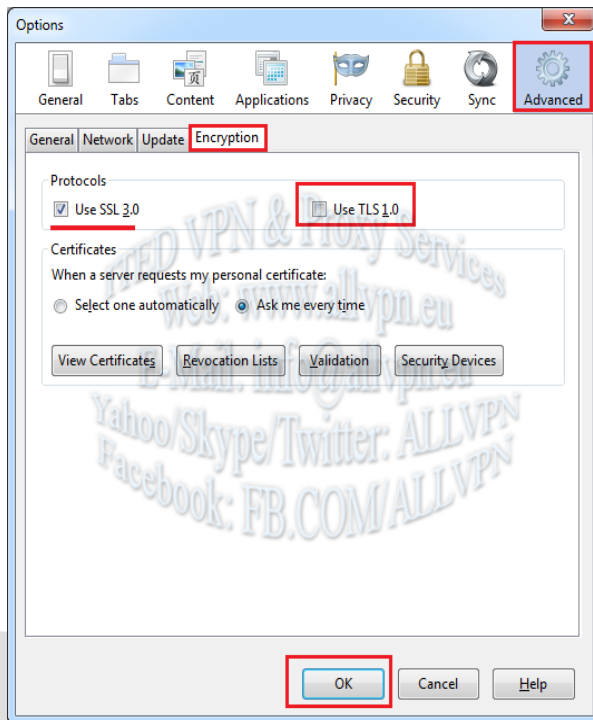 Options
General Tabs Content Applications Privacy Security Sync Advanced
General Network Update Encryption
Protocols
Use SSL 3.0 Use TLS 1.0
Certificates
When a server requests my personal certificate:
Select one automatically Ask me every time
View Certificates Revocation Lists Validation Security Devices
ITED VPN & Proxy Services
Web: www.allvpn.eu
E-Mail: info@allvpn.eu
Yahoo/Skype/Twitter: ALLVPN
Facebook: FB.COM/ALLVPN
OK Cancel Help